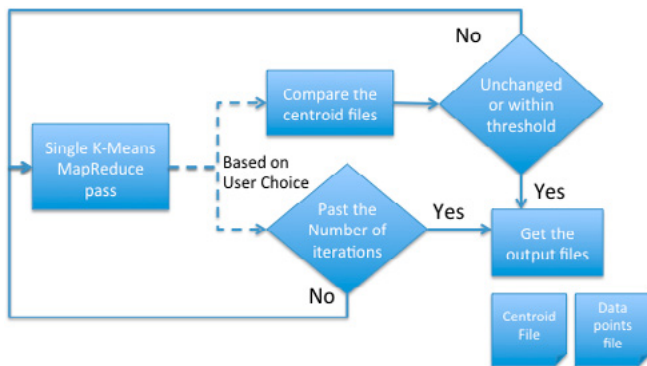 No
Compare the
centroid files
Unchanged
or within
threshold
Single K-Means
MapReduce
pass
Based on
User Choice
Yes
Past the
Number of
iterations
Yes
Get the
output files
No
Centroid
File
Data
points
file